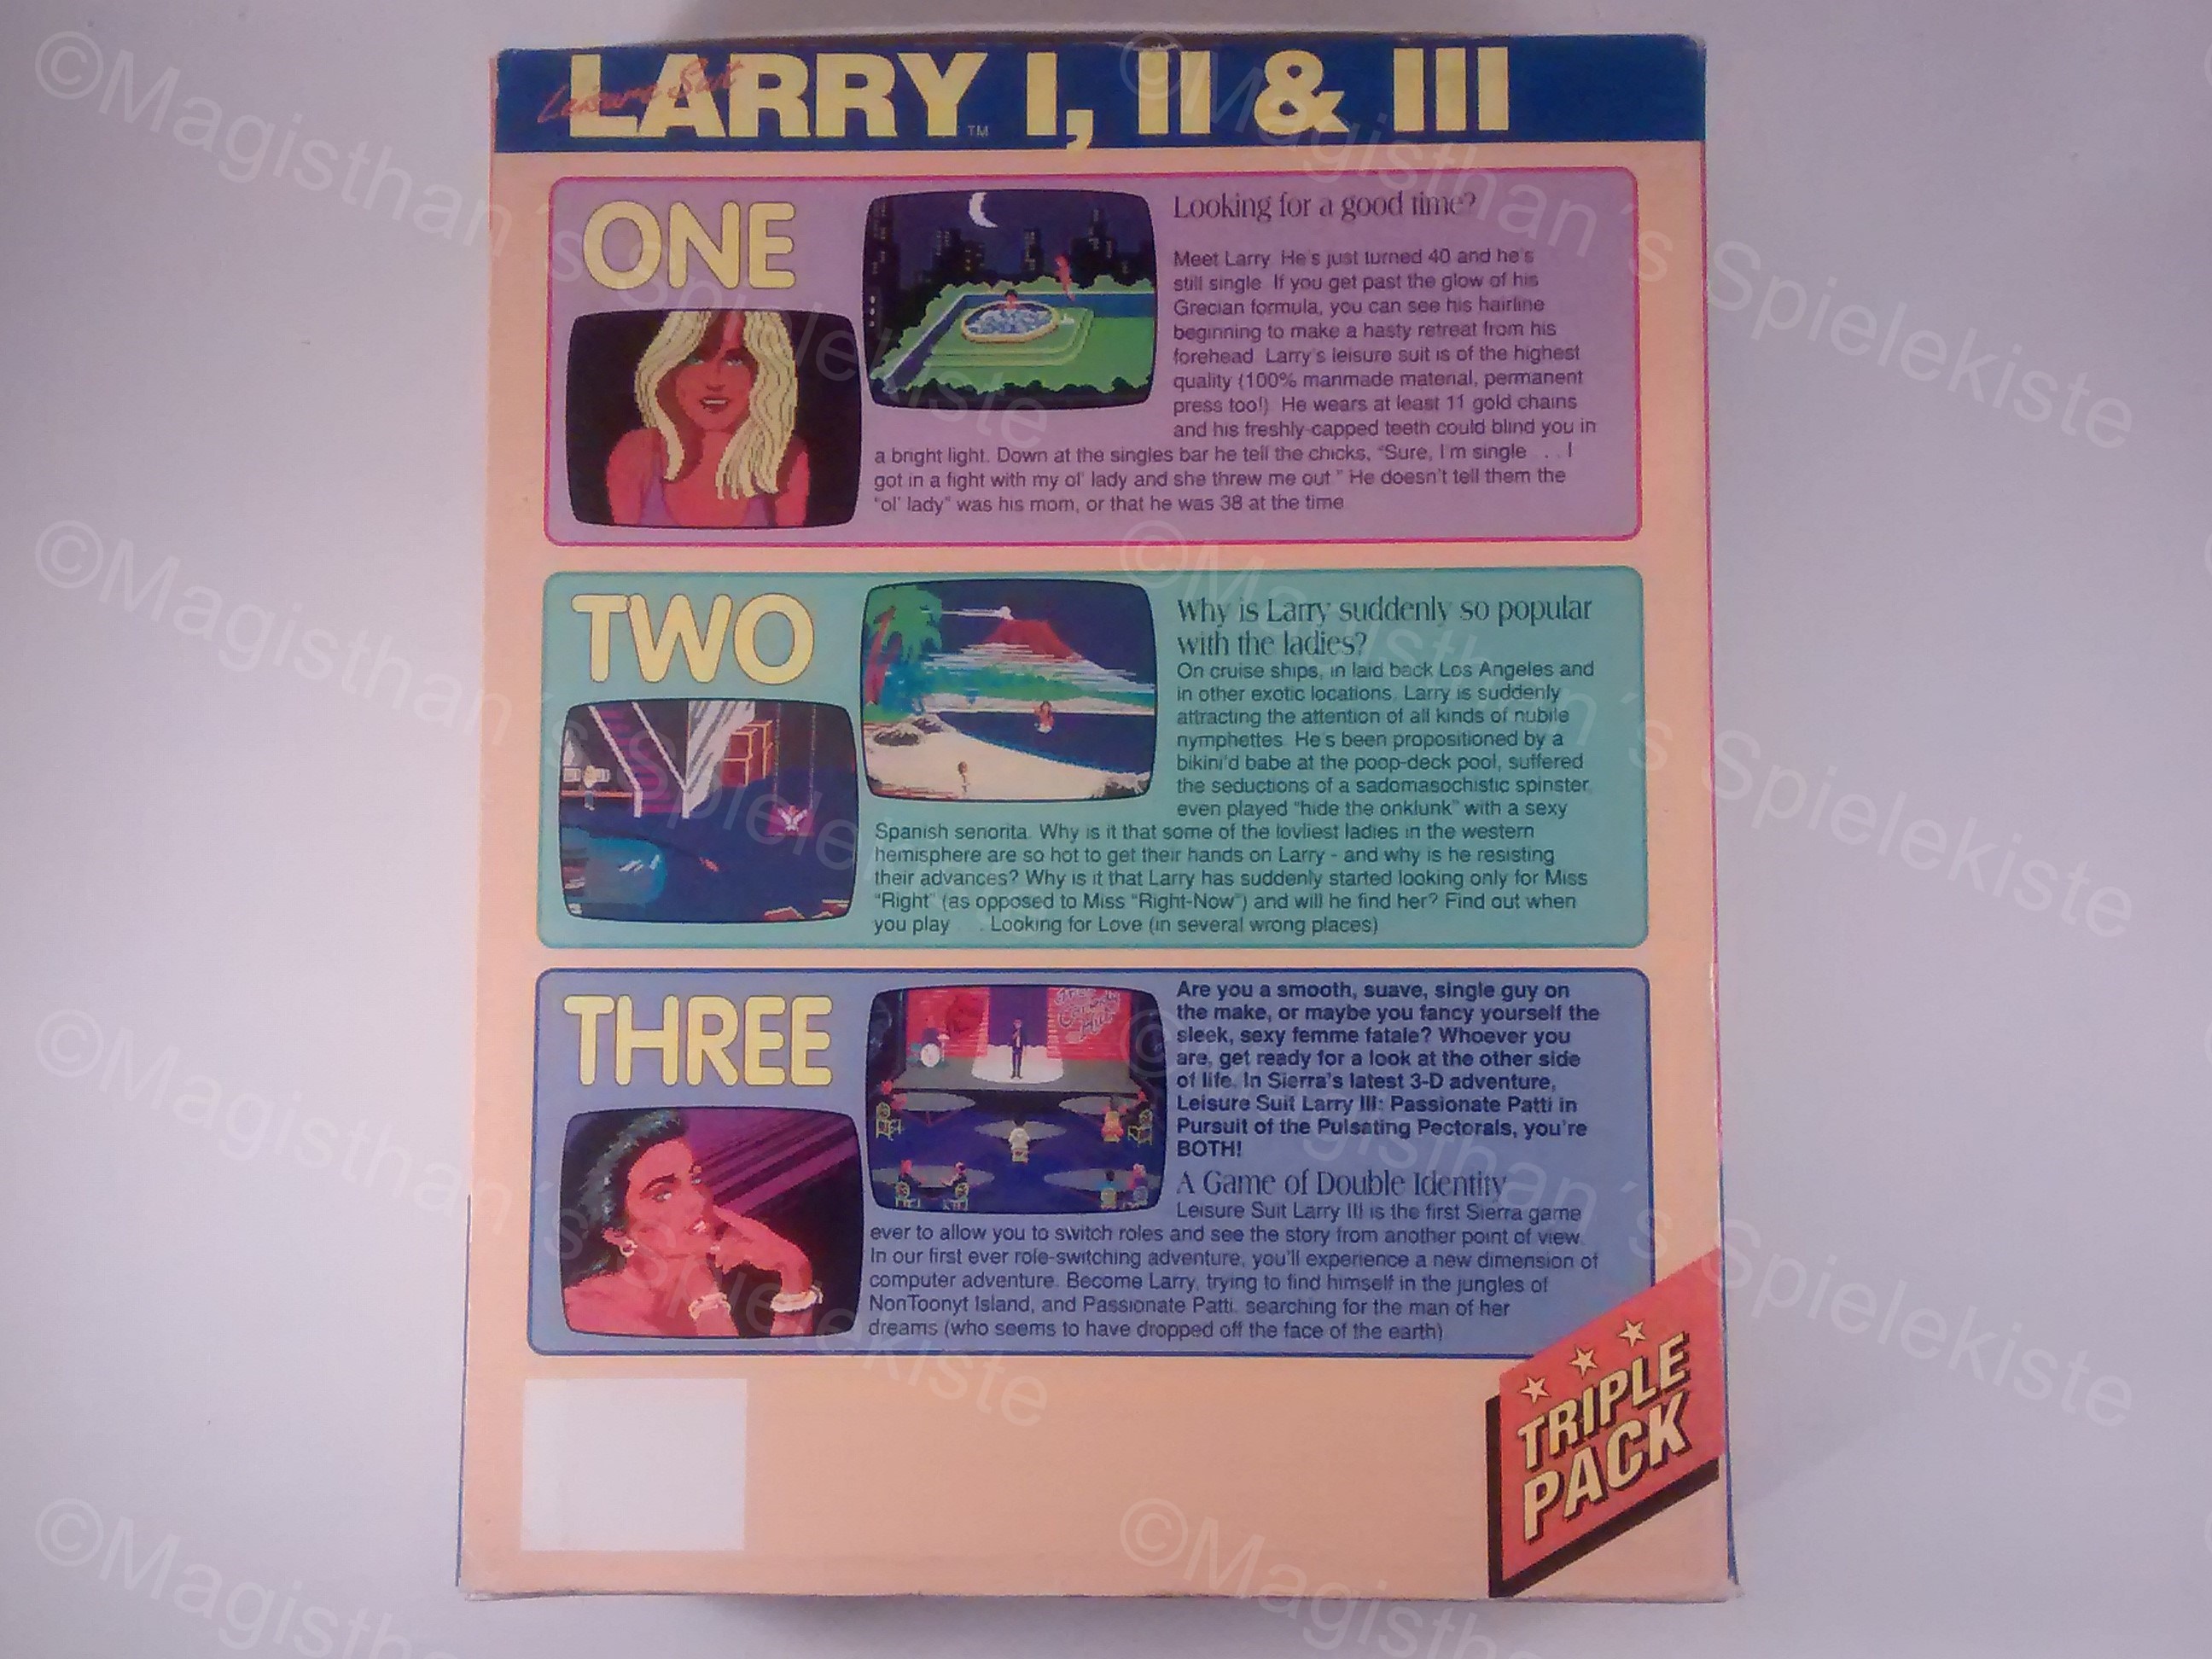 Leisure Suit
LARRY™ I, II & III
ONE
Looking for a good time?
Meet Larry. He's just turned 40 and he's
still single. If you get past the glow of his
Grecian formula, you can see his hairline
beginning to make a hasty retreat from his
forehead. Larry's leisure suit is of the highest
quality (100% manmade material, permanent
press too!). He wears at least 11 gold chains
and his freshly-capped teeth could blind you in
a bright light. Down at the singles bar he tell the chicks, "Sure, I'm single . . . I
got in a fight with my ol' lady and she threw me out." He doesn't tell them the
"ol' lady" was his mom, or that he was 38 at the time.
TWO
Why is Larry suddenly so popular
with the ladies?
On cruise ships, in laid back Los Angeles and
in other exotic locations, Larry is suddenly
attracting the attention of all kinds of nubile
nymphettes. He's been propositioned by a
bikini'd babe at the poop-deck pool, suffered
the seductions of a sadomasochistic spinster,
even played "hide the onklunk" with a sexy
Spanish senorita. Why is it that some of the lovliest ladies in the western
hemisphere are so hot to get their hands on Larry - and why is he resisting
their advances? Why is it that Larry has suddenly started looking only for Miss
"Right" (as opposed to Miss "Right-Now") and will he find her? Find out when
you play . . . Looking for Love (in several wrong places)
THREE
Are you a smooth, suave, single guy on
the make, or maybe you fancy yourself the
sleek, sexy femme fatale? Whoever you
are, get ready for a look at the other side
of life. In Sierra's latest 3-D adventure,
Leisure Suit Larry III: Passionate Patti in
Pursuit of the Pulsating Pectorals, you're
BOTH!
A Game of Double Identity
Leisure Suit Larry III is the first Sierra game
ever to allow you to switch roles and see the story from another point of view.
In our first ever role-switching adventure, you'll experience a new dimension of
computer adventure. Become Larry, trying to find himself in the jungles of
NonToonyt Island, and Passionate Patti, searching for the man of her
dreams (who seems to have dropped off the face of the earth)
TRIPLE
PACK
©Magisthan´s Spielekiste
©Magisthan´s Spielekiste
©Magisthan´s Spielekiste
©Magisthan´s Spielekiste
©Magisthan´s Spielekiste
©Magisthan´s Spielekiste
©Magisthan
©Magisthan